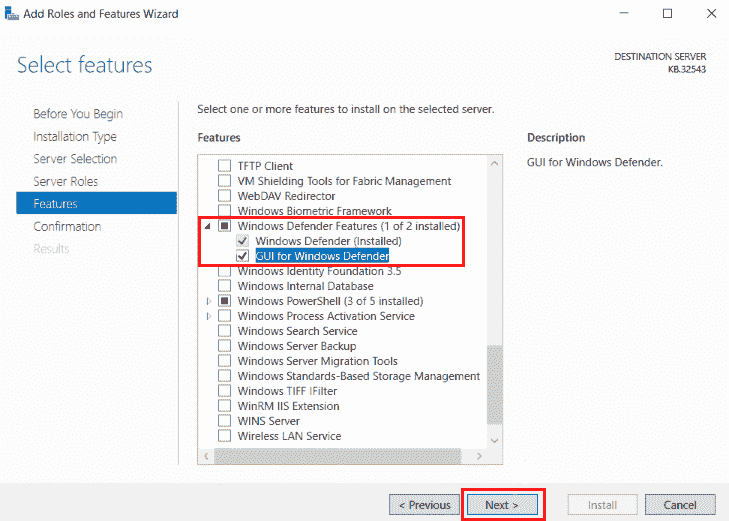 Add Roles and Features Wizard
Select features
DESTINATION SERVER
KB.32543
Before You Begin
Installation Type
Server Selection
Server Roles
Features
Confirmation
Results
Select one or more features to install on the selected server.
Features
TFTP Client
VM Shielding Tools for Fabric Management
WebDAV Redirector
Windows Biometric Framework
Windows Defender Features (1 of 2 installed)
Windows Defender (Installed)
GUI for Windows Defender
Windows Identity Foundation 3.5
Windows Internal Database
Windows PowerShell (3 of 5 installed)
Windows Process Activation Service
Windows Search Service
Windows Server Backup
Windows Server Migration Tools
Windows Standards-Based Storage Management
Windows TIFF IFilter
WinRM IIS Extension
WINS Server
Wireless LAN Service
Description
GUI for Windows Defender.
< Previous
Next >
Install
Cancel